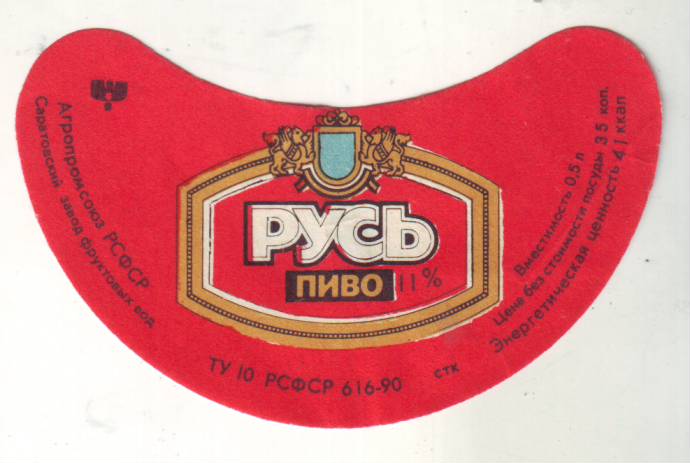 Агропромсоюз РСФСР
Саратовский завод фруктовых вод
РУСЬ
ПИВО 11%
Вместимость 0,5 л
Цена без стоимости посуды 35 коп.
Энергетическая ценность 41 ккал
ТУ 10 РСФСР 616-90 СТК